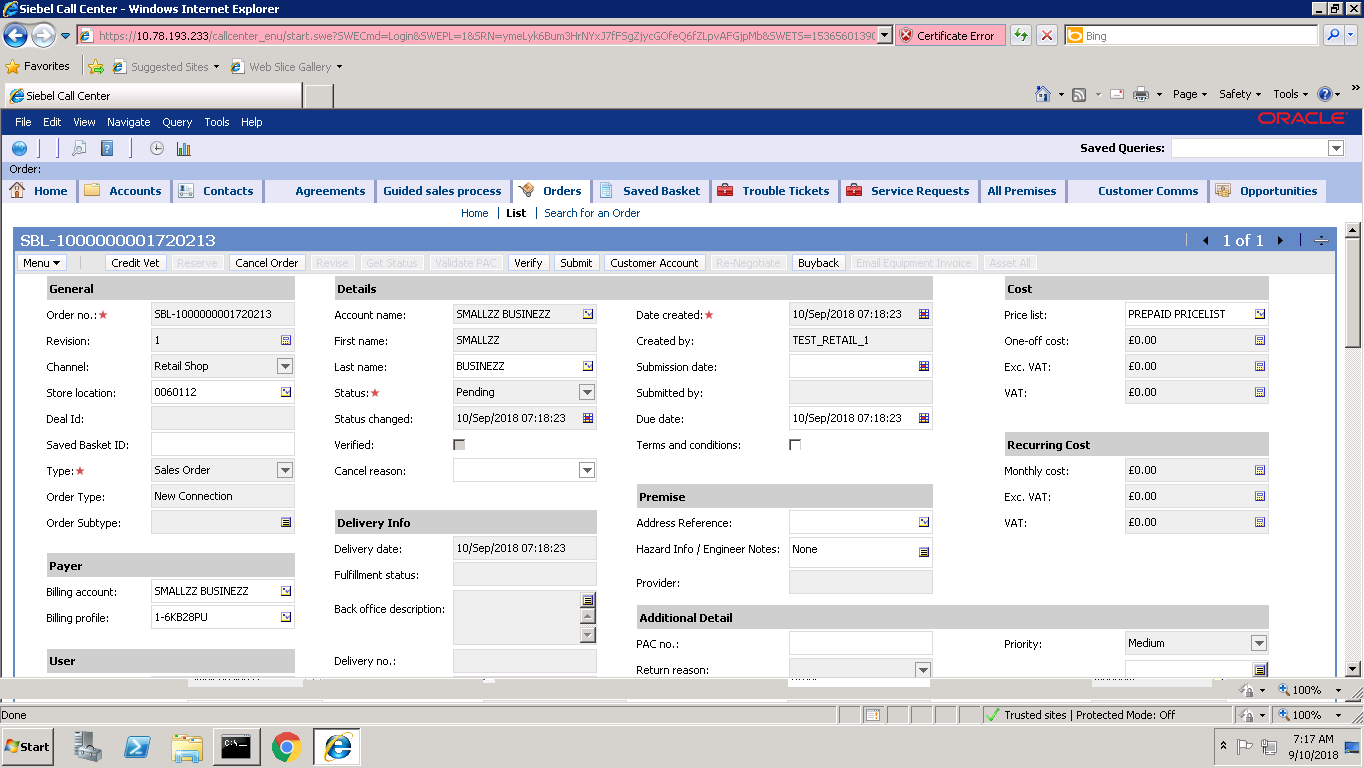 Siebel Call Center - Windows Internet Explorer
https://10.78.193.233/callcenter_enu/start.swe?SWECmd=Login&SWEPL=1&SRN=
Certificate Error
Bing
Favorites Suggested Sites Web Slice Gallery
Siebel Call Center
Page Safety Tools
File Edit View Navigate Query Tools Help
ORACLE
Saved Queries:
Order:
Home Accounts Contacts Agreements Guided sales process Orders Saved Basket Trouble Tickets Service Requests All Premises Customer Comms Opportunities
Home List Search for an Order
SBL-1000000001720213 1 of 1
Menu Credit Vet Reserve Cancel Order Revise Get Status Validate PAC Verify Submit Customer Account Re-Negotiate Buyback Email Equipment Invoice Asset All
General Details Cost
Order no.:★ SBL-1000000001720213 Account name: SMALLZZ BUSINEZZ Date created:★ 10/Sep/2018 07:18:23 Price list: PREPAID PRICELIST
Revision: 1 First name: SMALLZZ Created by: TEST_RETAIL_1 One-off cost: £0.00
Channel: Retail Shop Last name: BUSINEZZ Submission date: Exc. VAT: £0.00
Store location: 0060112 Status:★ Pending Submitted by: VAT: £0.00
Deal Id: Status changed: 10/Sep/2018 07:18:23 Due date: 10/Sep/2018 07:18:23
Saved Basket ID: Verified: Terms and conditions: Recurring Cost
Type:★ Sales Order Cancel reason: Monthly cost: £0.00
Order Type: New Connection Premise Exc. VAT: £0.00
Order Subtype: Delivery Info Address Reference: VAT: £0.00
Delivery date: 10/Sep/2018 07:18:23 Hazard Info / Engineer Notes: None
Payer Fulfillment status: Provider:
Billing account: SMALLZZ BUSINEZZ Back office description:
Billing profile: 1-6KB28PU Additional Detail
PAC no.: Priority: Medium
User Delivery no.: Return reason:
100%
Done Trusted sites | Protected Mode: Off 100%
Start 7:17 AM
9/10/2018